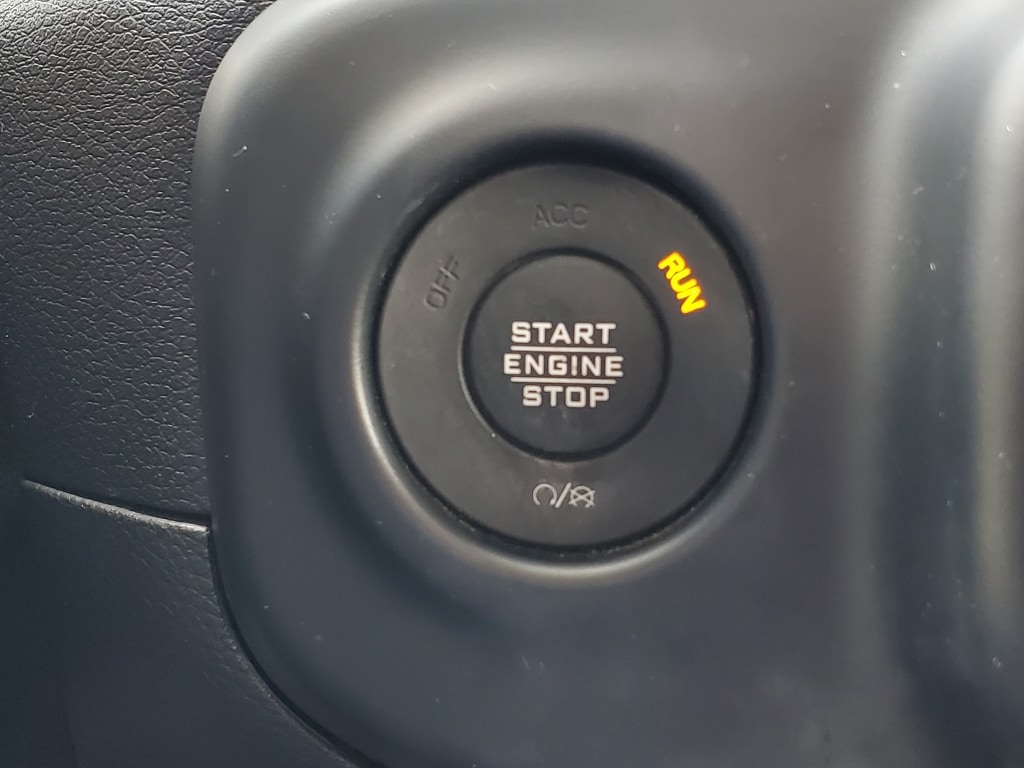 ACC
OFF
RUN
START
ENGINE
STOP